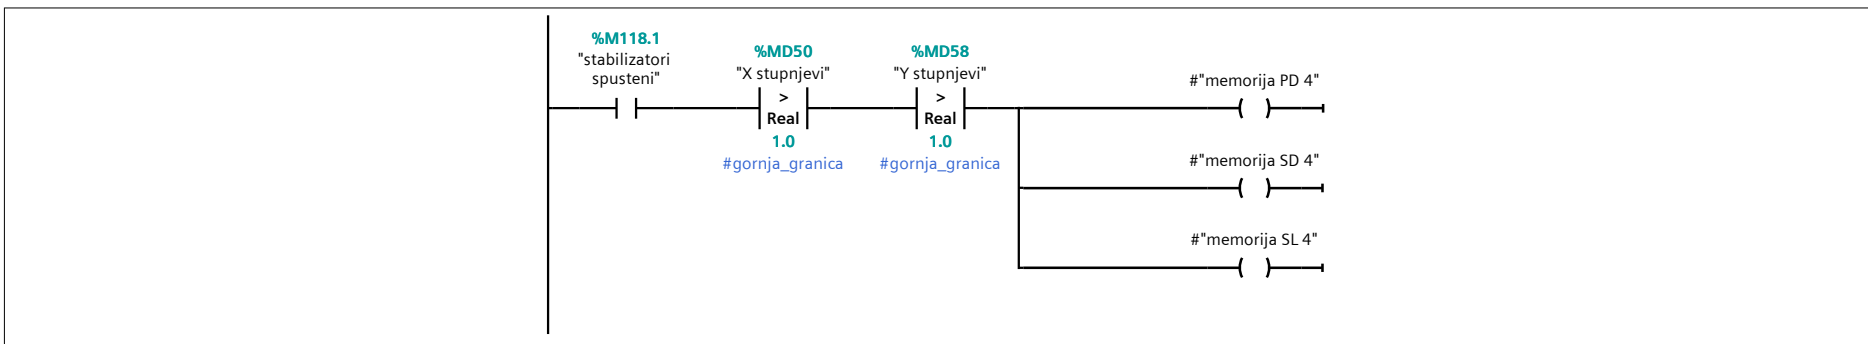 %M118.1
"stabilizatori
spusteni"
%MD50
"X stupnjevi"
>
Real
1.0
#gornja_granica
%MD58
"Y stupnjevi"
>
Real
1.0
#gornja_granica
#"memorija PD 4"
#"memorija SD 4"
#"memorija SL 4"